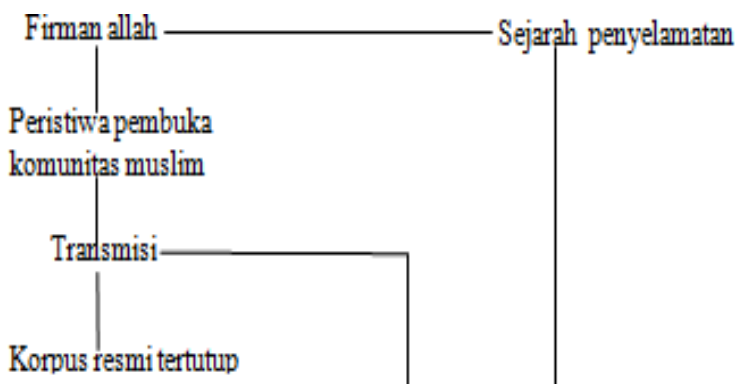 Firman allah
Sejarah penyelamatan
Peristiwa pembuka
komunitas muslim
Transmisi
Korpus resmi tertutup